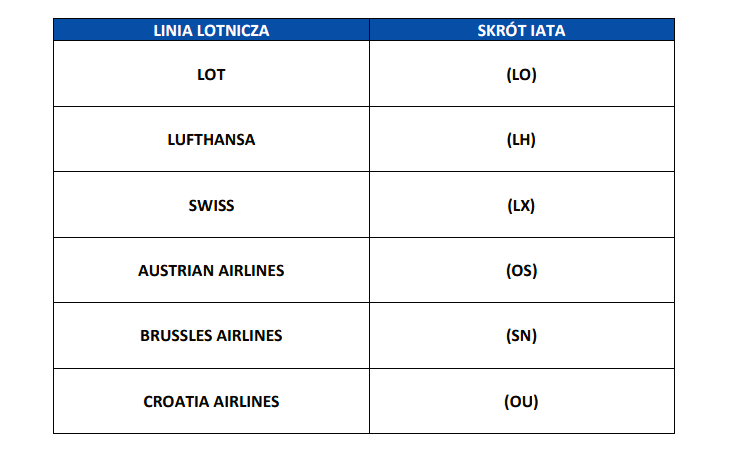 LINIA LOTNICZA SKRÓT IATA
LOT (LO)
LUFTHANSA (LH)
SWISS (LX)
AUSTRIAN AIRLINES (OS)
BRUSSLES AIRLINES (SN)
CROATIA AIRLINES (OU)